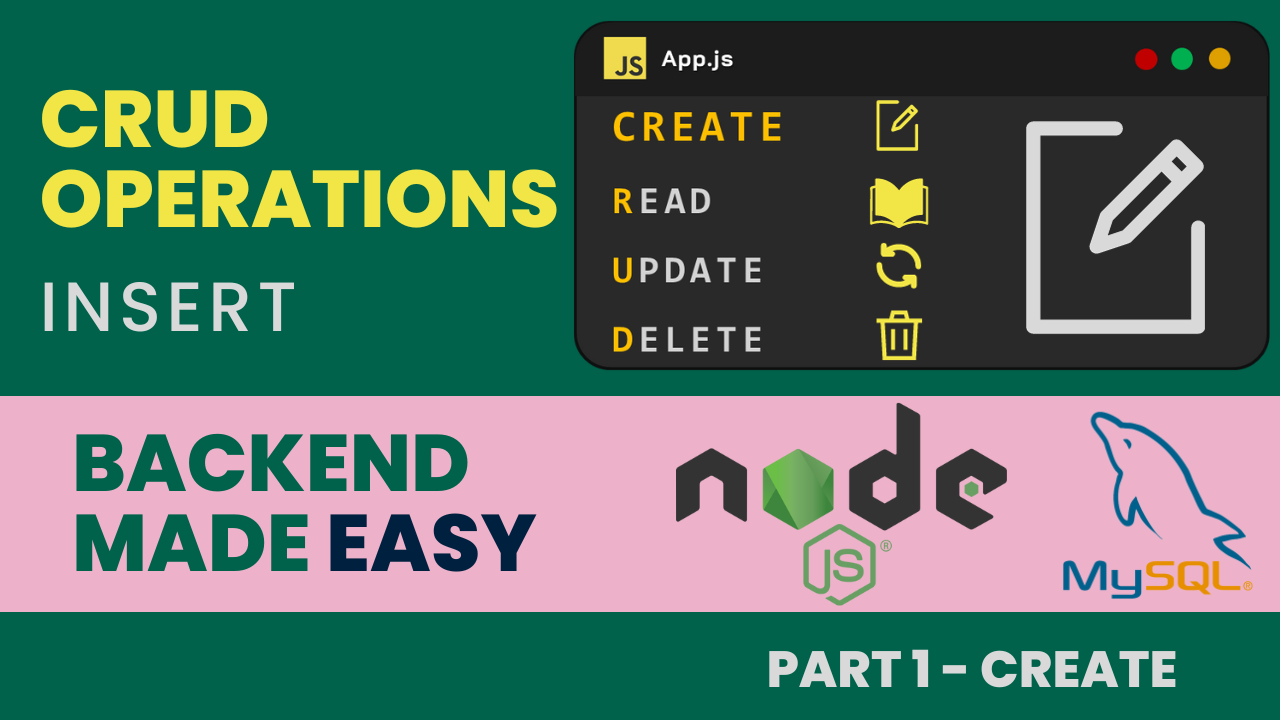 CRUD
OPERATIONS
INSERT
JS App.js
CREATE
READ
UPDATE
DELETE
BACKEND
MADE EASY
node
JS®
MySQL®
PART 1 - CREATE